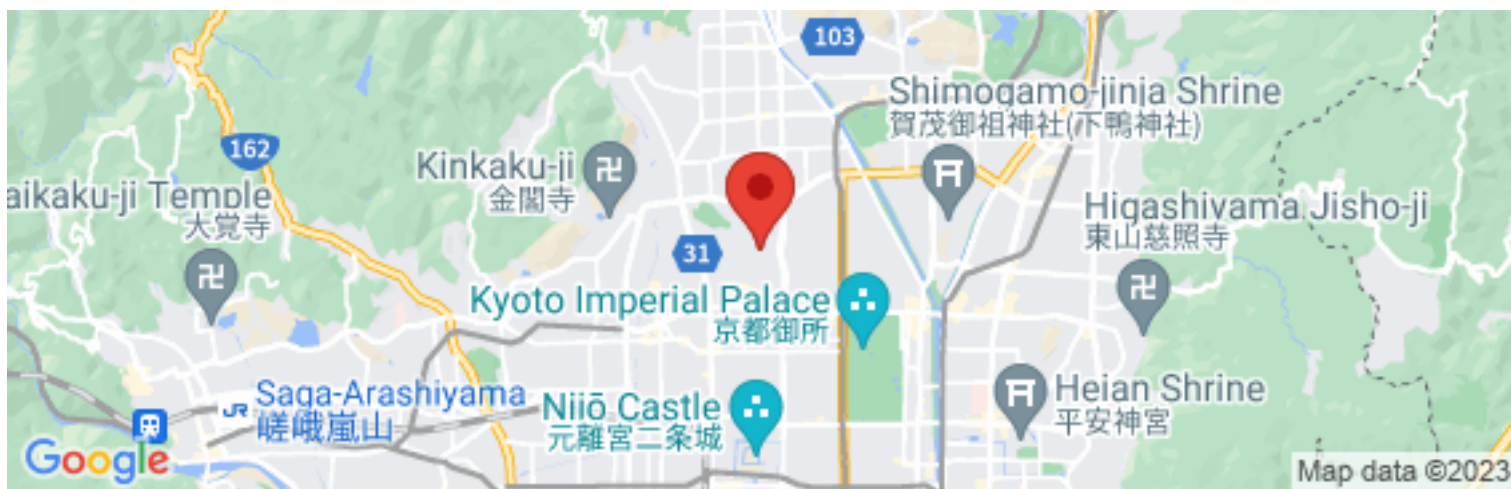 103
Shimogamo-jinja Shrine
賀茂御祖神社(下鴨神社)
162
Kinkaku-ji
金閣寺
aikaku-ji Temple
大覚寺
Higashiyama Jisho-ji
東山慈照寺
31
Kyoto Imperial Palace
京都御所
Saga-Arashiyama
嵯峨嵐山
JR
Nijō Castle
元離宮二条城
Heian Shrine
平安神宮
Google
Map data ©2023